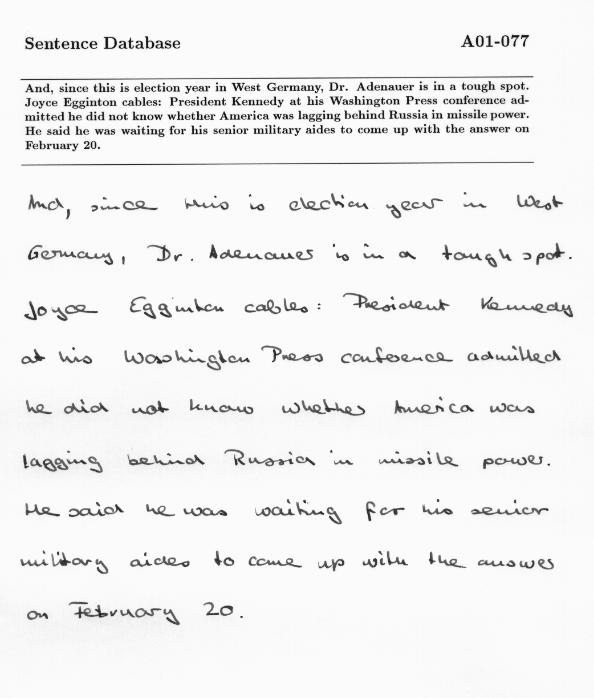 Sentence Database
A01-077
And, since this is election year in West Germany, Dr. Adenauer is in a tough spot.
Joyce Egginton cables: President Kennedy at his Washington Press conference ad-
mitted he did not know whether America was lagging behind Russia in missile power.
He said he was waiting for his senior military aides to come up with the answer on
February 20.
And, since this is election year in West
Germany, Dr. Adenauer is in a tough spot.
Joyce Egginton cables: President Kennedy
at his Washington Press conference admitted
he did not know whether America was
lagging behind Russia in missile power.
He said he was waiting for his senior
military aides to come up with the answer
on February 20.